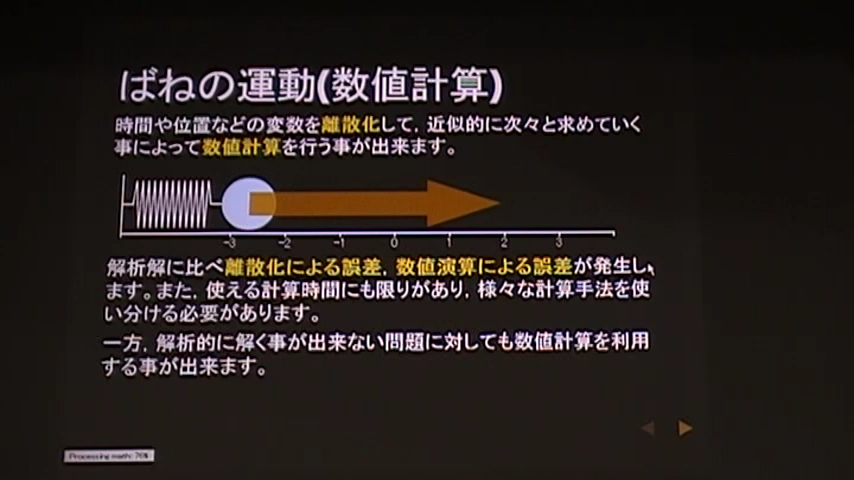 ばねの運動(数値計算)
時間や位置などの変数を離散化して, 近似的に次々と求めていく
事によって数値計算を行う事が出来ます。
-3 -2 -1 0 1 2 3
解析解に比べ離散化による誤差, 数値演算による誤差が発生し
ます。また, 使える計算時間にも限りがあり, 様々な計算手法を使
い分ける必要があります。
一方, 解析的に解く事が出来ない問題に対しても数値計算を利用
する事が出来ます。
Processing math: 76%